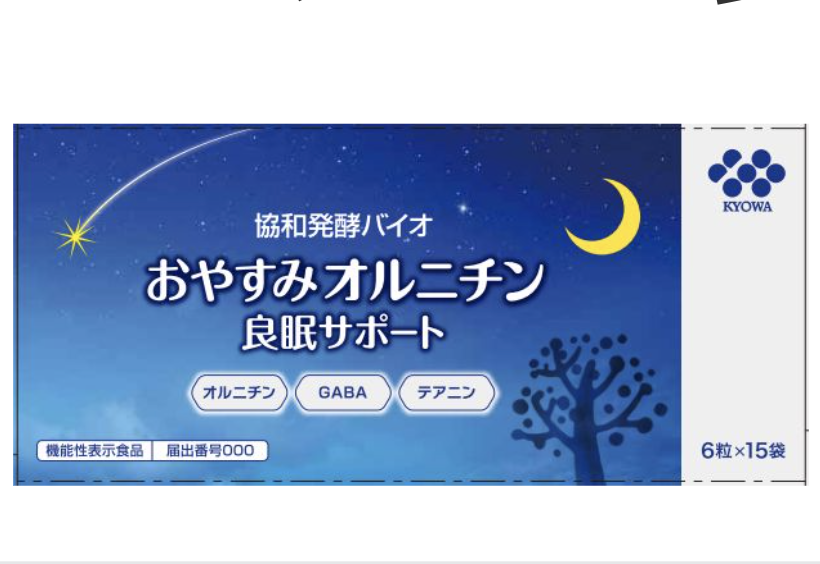 協和発酵バイオ
おやすみオルニチン
良眠サポート
オルニチン GABA テアニン
機能性表示食品 届出番号000
KYOWA
6粒×15袋